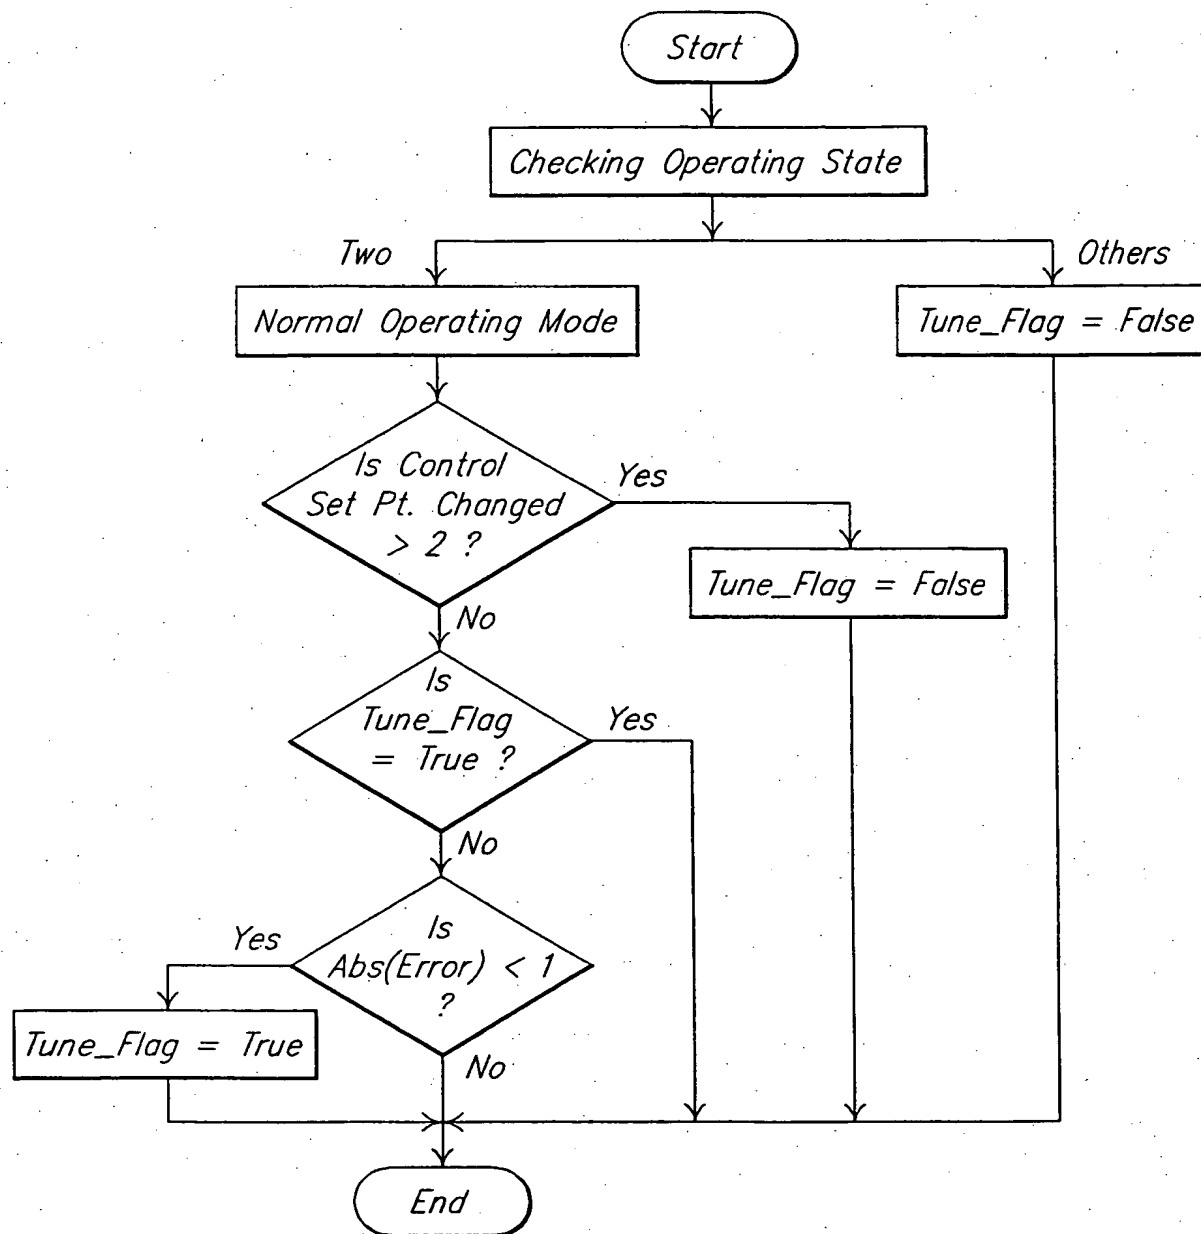 Start
Checking Operating State
Two
Others
Normal Operating Mode
Tune_Flag = False
Is Control
Set Pt. Changed
> 2 ?
Yes
Tune_Flag = False
No
Is
Tune_Flag
= True ?
Yes
No
Is
Abs(Error) < 1
?
Yes
Tune_Flag = True
No
End